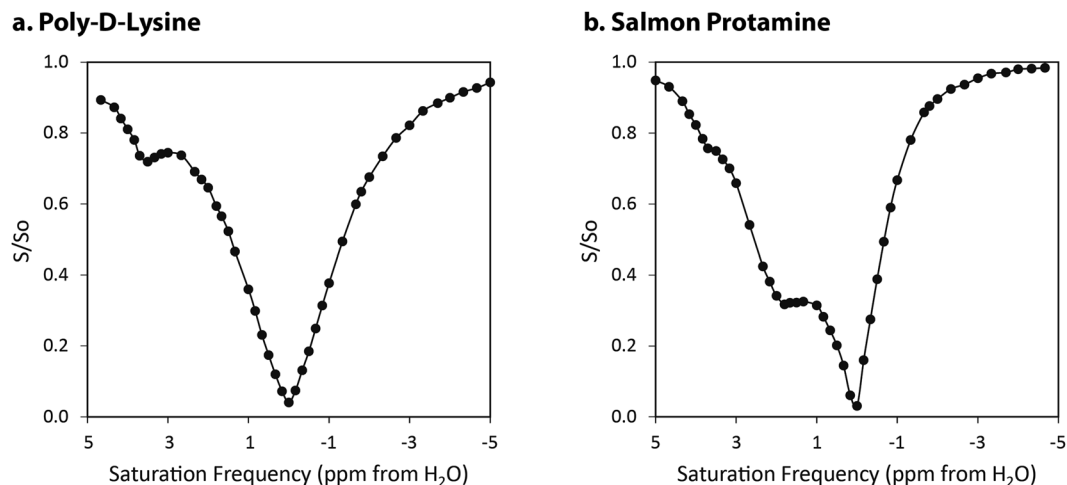 a. Poly-D-Lysine
1.0
0.8
0.6
0.4
0.2
0.0
S/So
5 3 1 -1 -3 -5
Saturation Frequency (ppm from H₂O)
b. Salmon Protamine
1.0
0.8
0.6
0.4
0.2
0.0
S/So
5 3 1 -1 -3 -5
Saturation Frequency (ppm from H₂O)